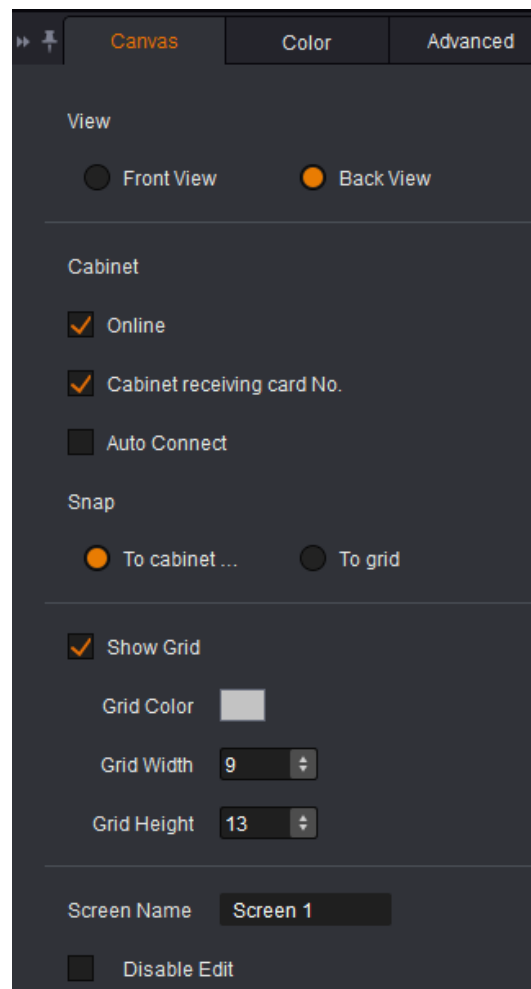 Canvas Color Advanced
View
Front View Back View
Cabinet
Online
Cabinet receiving card No.
Auto Connect
Snap
To cabinet ... To grid
Show Grid
Grid Color
Grid Width 9
Grid Height 13
Screen Name Screen 1
Disable Edit